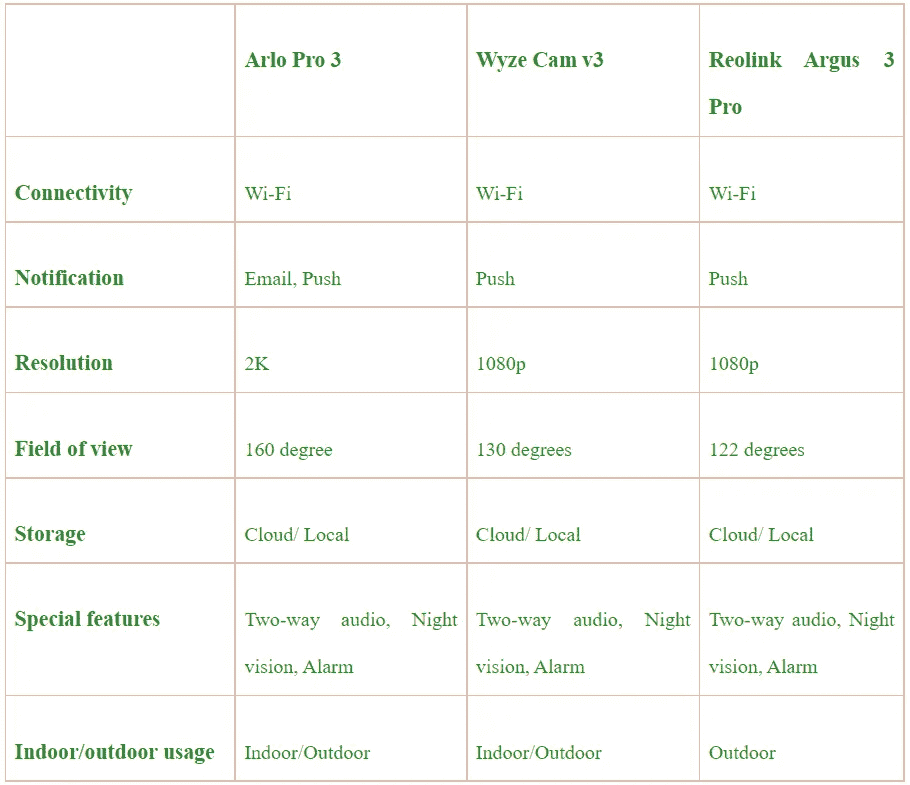 Arlo Pro 3 Wyze Cam v3 Reolink Argus 3
Pro
Connectivity Wi-Fi Wi-Fi Wi-Fi
Notification Email, Push Push Push
Resolution 2K 1080p 1080p
Field of view 160 degree 130 degrees 122 degrees
Storage Cloud/ Local Cloud/ Local Cloud/ Local
Special features Two-way audio, Night Two-way audio, Night Two-way audio, Night
vision, Alarm vision, Alarm vision, Alarm
Indoor/outdoor usage Indoor/Outdoor Indoor/Outdoor Outdoor